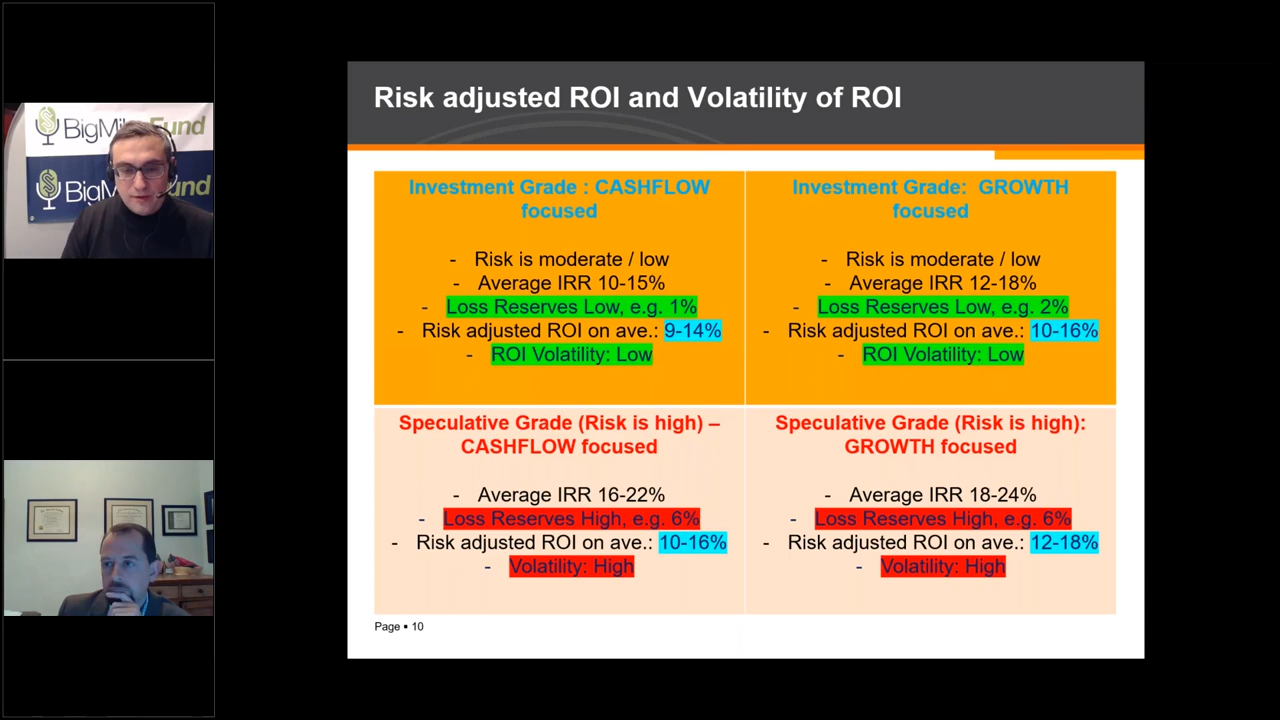 BigMik Fund
BigM und
Risk adjusted ROI and Volatility of ROI
Investment Grade : CASHFLOW
focused
- Risk is moderate / low
- Average IRR 10-15%
- Loss Reserves Low, e.g. 1%
- Risk adjusted ROI on ave.: 9-14%
- ROI Volatility: Low
Investment Grade: GROWTH
focused
- Risk is moderate / low
- Average IRR 12-18%
- Loss Reserves Low, e.g. 2%
- Risk adjusted ROI on ave.: 10-16%
- ROI Volatility: Low
Speculative Grade (Risk is high) –
CASHFLOW focused
- Average IRR 16-22%
- Loss Reserves High, e.g. 6%
- Risk adjusted ROI on ave.: 10-16%
- Volatility: High
Speculative Grade (Risk is high):
GROWTH focused
- Average IRR 18-24%
- Loss Reserves High, e.g. 6%
- Risk adjusted ROI on ave.: 12-18%
- Volatility: High
Page ▪ 10